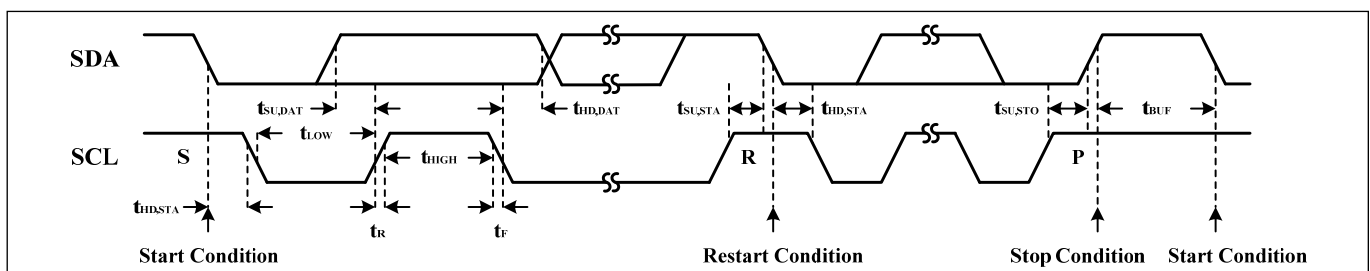 SDA
tSU,DAT tHD,DAT tSU,STA tHD,STA tSU,STO tBUF
tLOW
SCL S tHIGH R P
tHD,STA
tR tF
Start Condition Restart Condition Stop Condition Start Condition